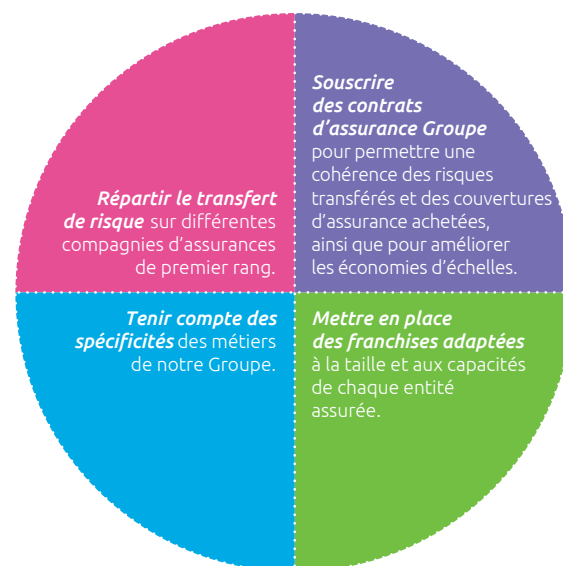 Souscrire
des contrats
d’assurance Groupe
pour permettre une
cohérence des risques
transférés et des couvertures
d’assurance achetées,
ainsi que pour améliorer
les économies d’échelles.
Répartir le transfert
de risque sur différentes
compagnies d’assurances
de premier rang.
Tenir compte des
spécificités des métiers
de notre Groupe.
Mettre en place
des franchises adaptées
à la taille et aux capacités
de chaque entité
assurée.